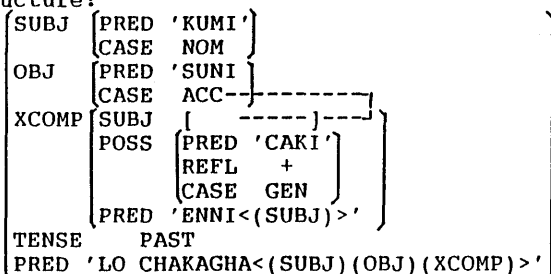 ucture:
SUBJ [PRED 'KUMI']
[CASE NOM]
OBJ [PRED 'SUNI]
[CASE ACC-----------
XCOMP[SUBJ [ -----]---
POSS [PRED 'CAKI']
[REFL +]
[CASE GEN]
[PRED 'ENNI<(SUBJ)>'
TENSE PAST
PRED 'LO CHAKAGHA<(SUBJ)(OBJ)(XCOMP)>'